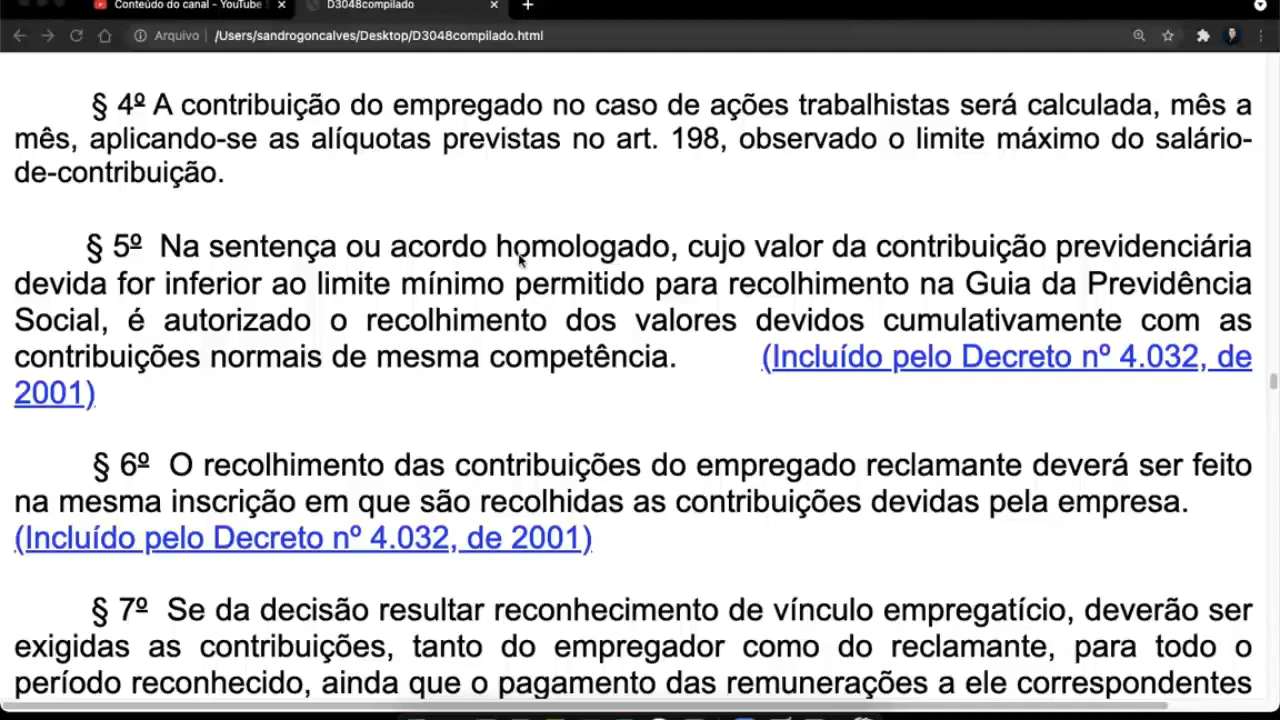 Conteúdo do canal - YouTube
D3048compilado
Arquivo
/Users/sandrogoncalves/Desktop/D3048compilado.html
§ 4º A contribuição do empregado no caso de ações trabalhistas será calculada, mês a
mês, aplicando-se as alíquotas previstas no art. 198, observado o limite máximo do salário-
de-contribuição.
§ 5º Na sentença ou acordo homologado, cujo valor da contribuição previdenciária
devida for inferior ao limite mínimo permitido para recolhimento na Guia da Previdência
Social, é autorizado o recolhimento dos valores devidos cumulativamente com as
contribuições normais de mesma competência. (Incluído pelo Decreto nº 4.032, de
2001)
§ 6º O recolhimento das contribuições do empregado reclamante deverá ser feito
na mesma inscrição em que são recolhidas as contribuições devidas pela empresa.
(Incluído pelo Decreto nº 4.032, de 2001)
§ 7º Se da decisão resultar reconhecimento de vínculo empregatício, deverão ser
exigidas as contribuições, tanto do empregador como do reclamante, para todo o
período reconhecido, ainda que o pagamento das remunerações a ele correspondentes